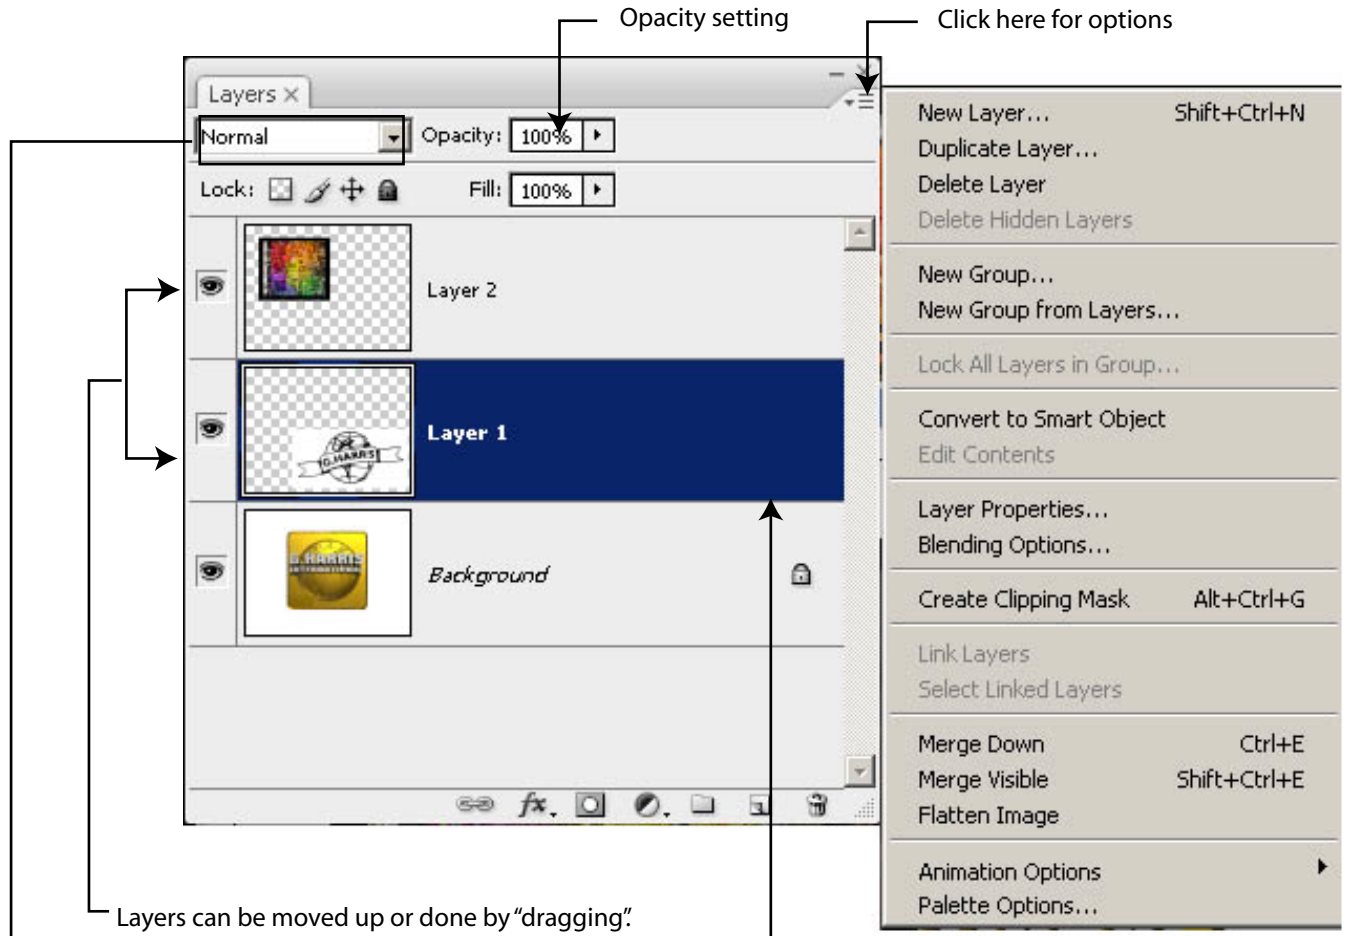 Opacity setting
Click here for options
Layers
Normal
Opacity: 100%
Lock:
Fill: 100%
Layer 2
Layer 1
G.HARRIS
Background
G.HARRIS
INTERNATIONAL
fx.
New Layer... Shift+Ctrl+N
Duplicate Layer...
Delete Layer
Delete Hidden Layers
New Group...
New Group from Layers...
Lock All Layers in Group...
Convert to Smart Object
Edit Contents
Layer Properties...
Blending Options...
Create Clipping Mask Alt+Ctrl+G
Link Layers
Select Linked Layers
Merge Down Ctrl+E
Merge Visible Shift+Ctrl+E
Flatten Image
Animation Options
Palette Options...
Layers can be moved up or done by “dragging”.